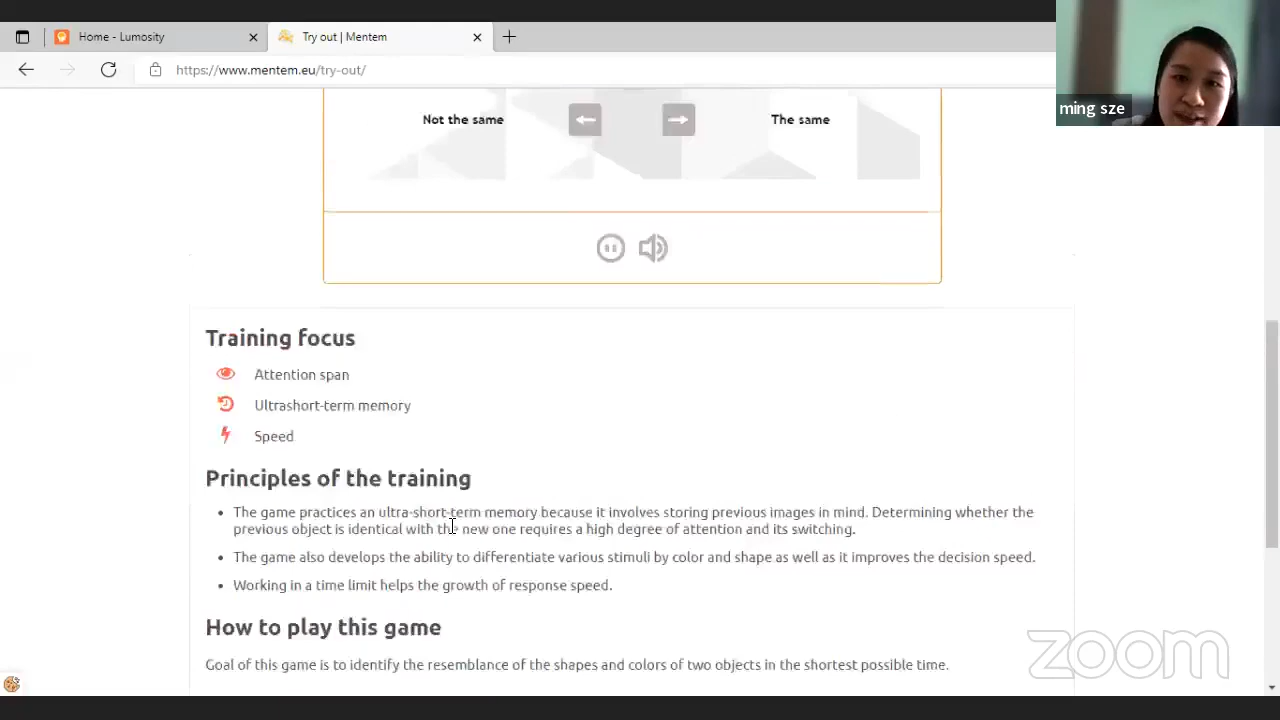 Home - Lumosity
Try out | Mentem
https://www.mentem.eu/try-out/
ming sze
Not the same
The same
Training focus
Attention span
Ultrashort-term memory
Speed
Principles of the training
• The game practices an ultra-short-term memory because it involves storing previous images in mind. Determining whether the
previous object is identical with the new one requires a high degree of attention and its switching.
• The game also develops the ability to differentiate various stimuli by color and shape as well as it improves the decision speed.
• Working in a time limit helps the growth of response speed.
How to play this game
Goal of this game is to identify the resemblance of the shapes and colors of two objects in the shortest possible time.
zoom